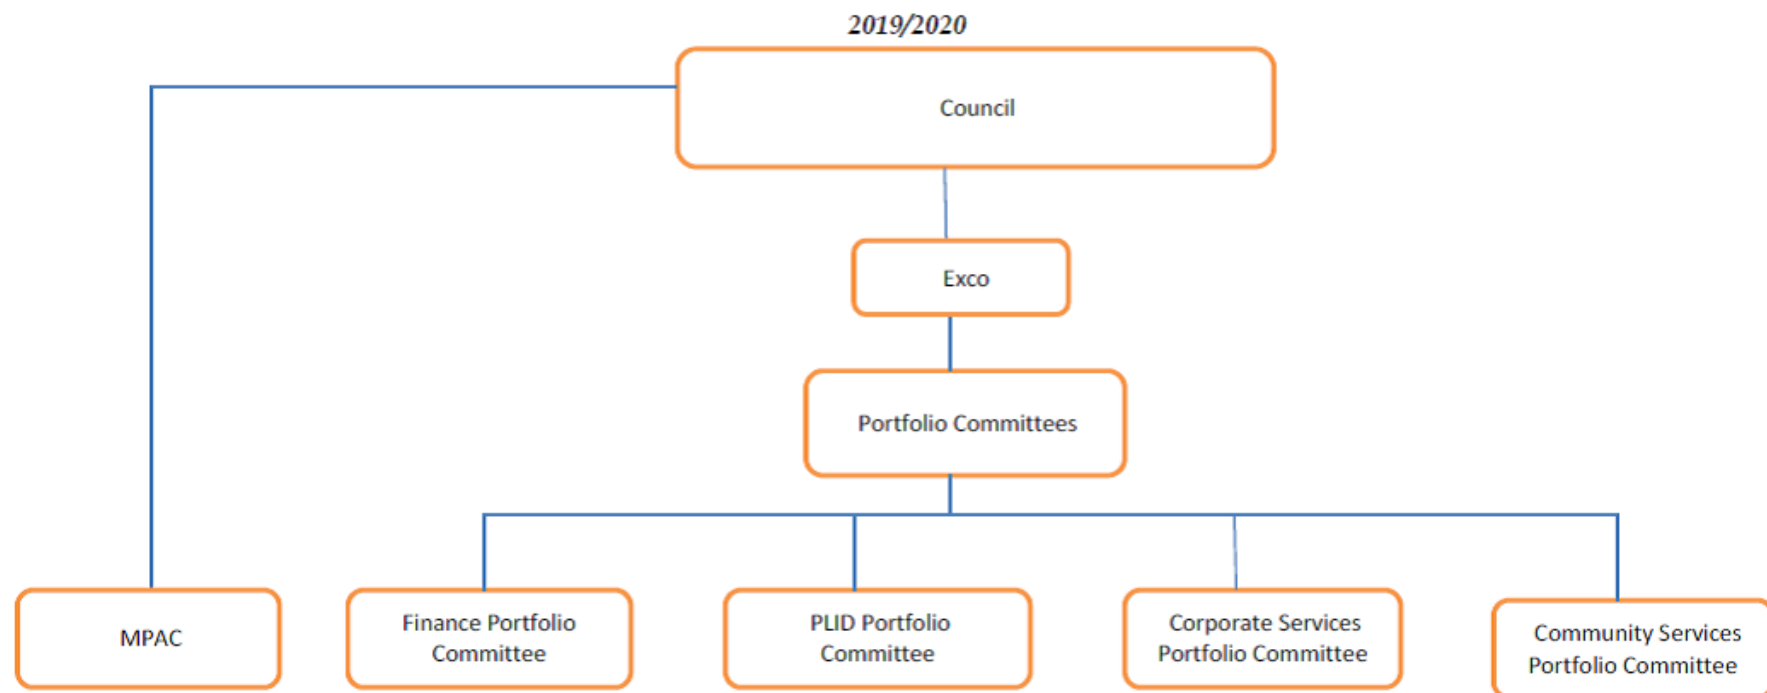 2019/2020
Council
Exco
Portfolio Committees
MPAC
Finance Portfolio
Committee
PLID Portfolio
Committee
Corporate Services
Portfolio Committee
Community Services
Portfolio Committee